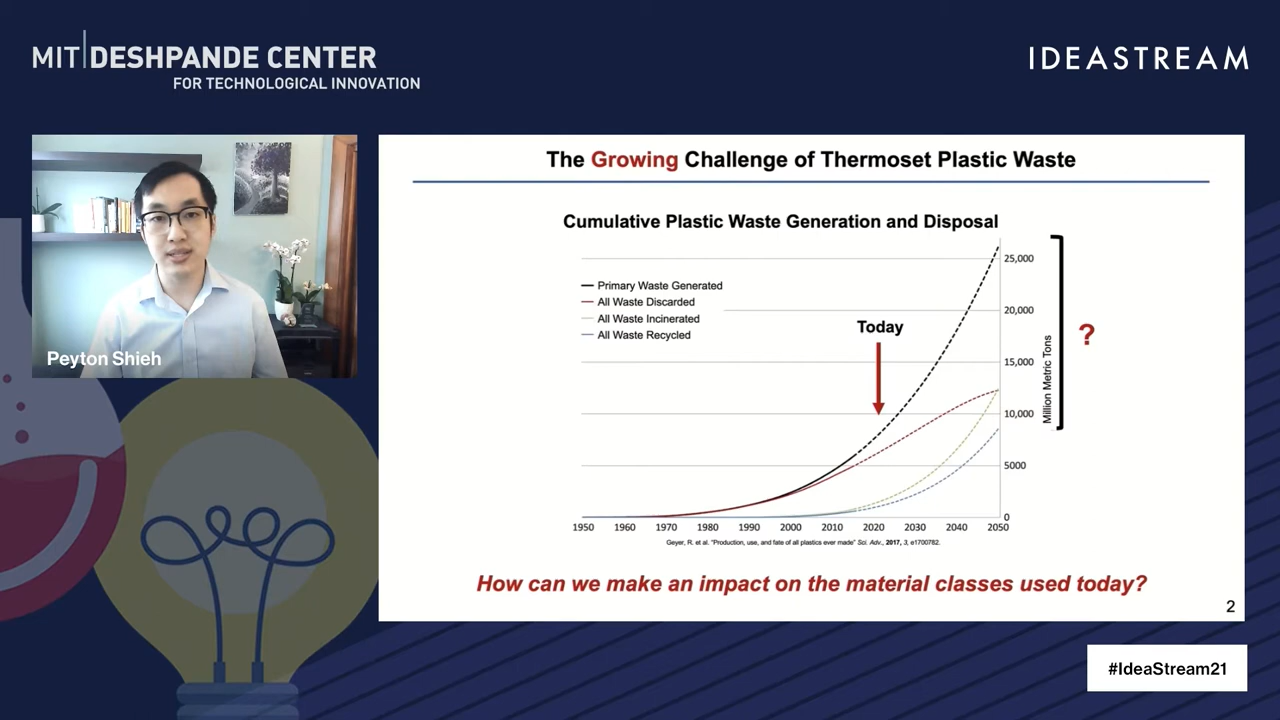 MIT DESHPANDE CENTER
FOR TECHNOLOGICAL INNOVATION
IDEASTREAM
Peyton Shieh
The Growing Challenge of Thermoset Plastic Waste
Cumulative Plastic Waste Generation and Disposal
Primary Waste Generated
All Waste Discarded
All Waste Incinerated
All Waste Recycled
Today
25,000
20,000
15,000
10,000
5000
0
Million Metric Tons
?
1950 1960 1970 1980 1990 2000 2010 2020 2030 2040 2050
Geyer, R. et al. "Production, use, and fate of all plastics ever made" Sci. Adv., 2017, 3, e1700782.
How can we make an impact on the material classes used today?
2
#IdeaStream21